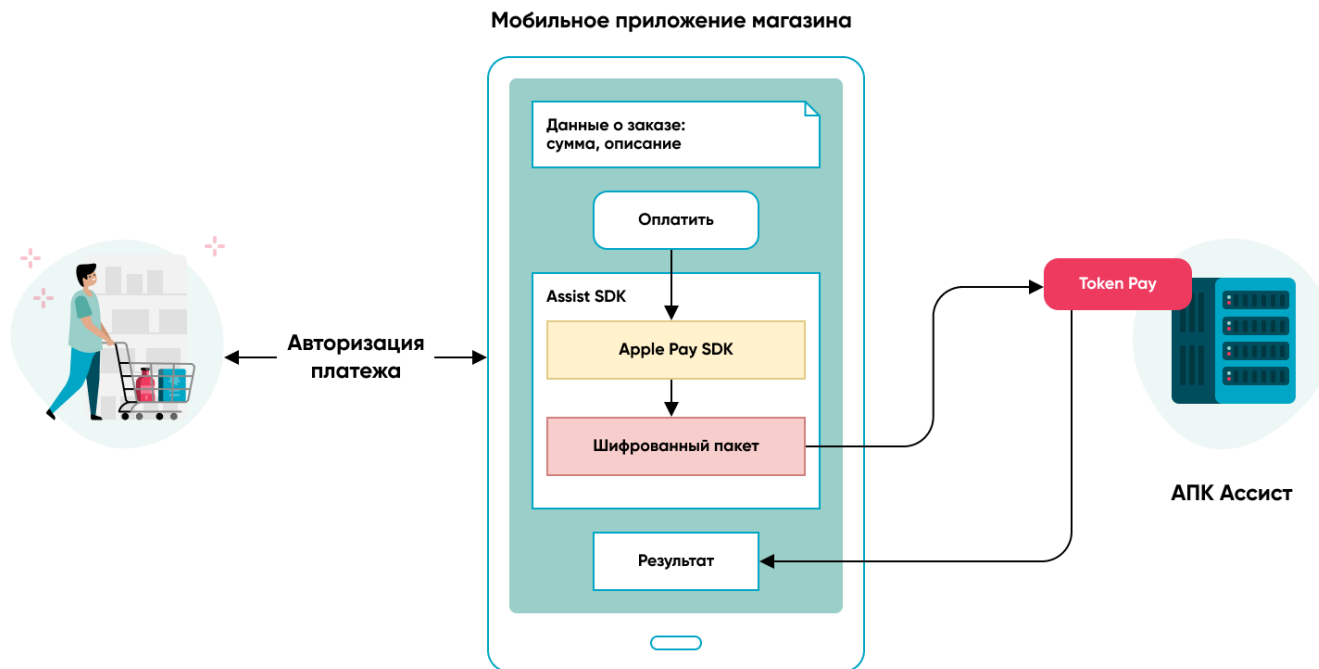 Мобильное приложение магазина
Данные о заказе:
сумма, описание
Оплатить
Assist SDK
Apple Pay SDK
Шифрованный пакет
Результат
Авторизация
платежа
Token Pay
АПК Ассист